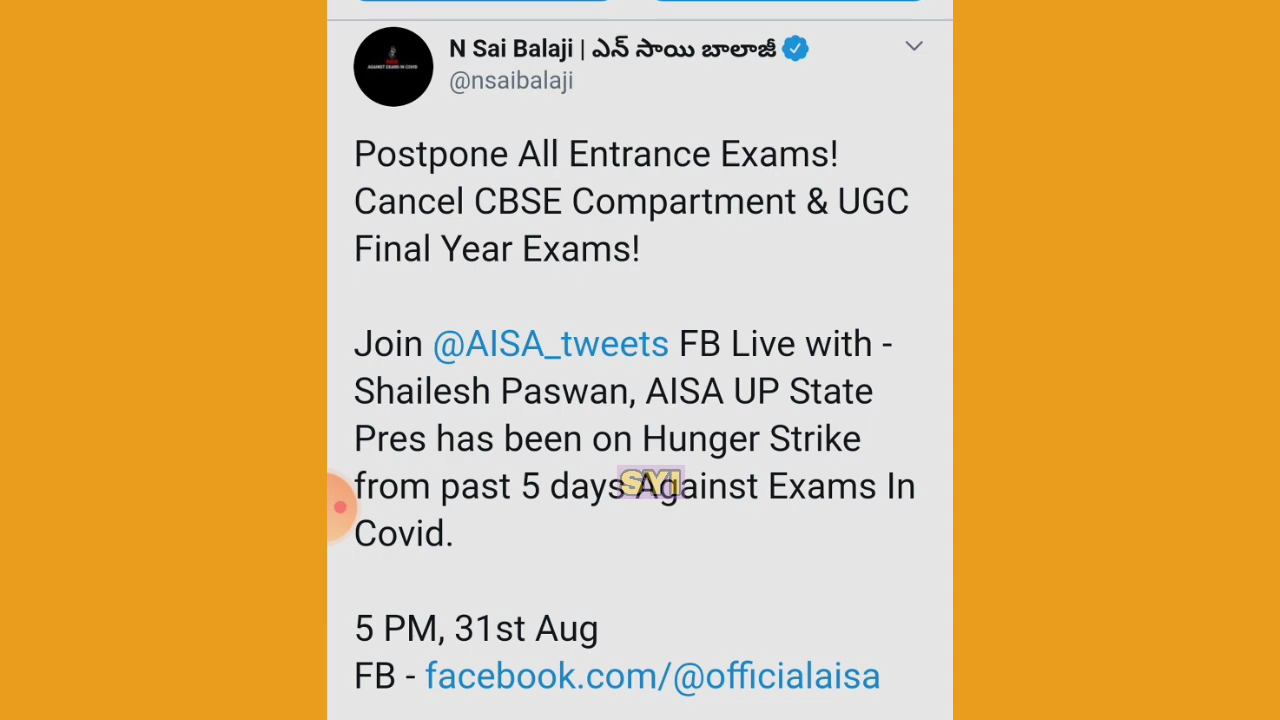 N Sai Balaji | ఎన్ సాయి బాలాజీ
@nsaibalaji
Postpone All Entrance Exams!
Cancel CBSE Compartment & UGC
Final Year Exams!
Join @AISA_tweets FB Live with -
Shailesh Paswan, AISA UP State
Pres has been on Hunger Strike
from past 5 days Against Exams In
Covid.
SYI
5 PM, 31st Aug
FB - facebook.com/@officialaisa